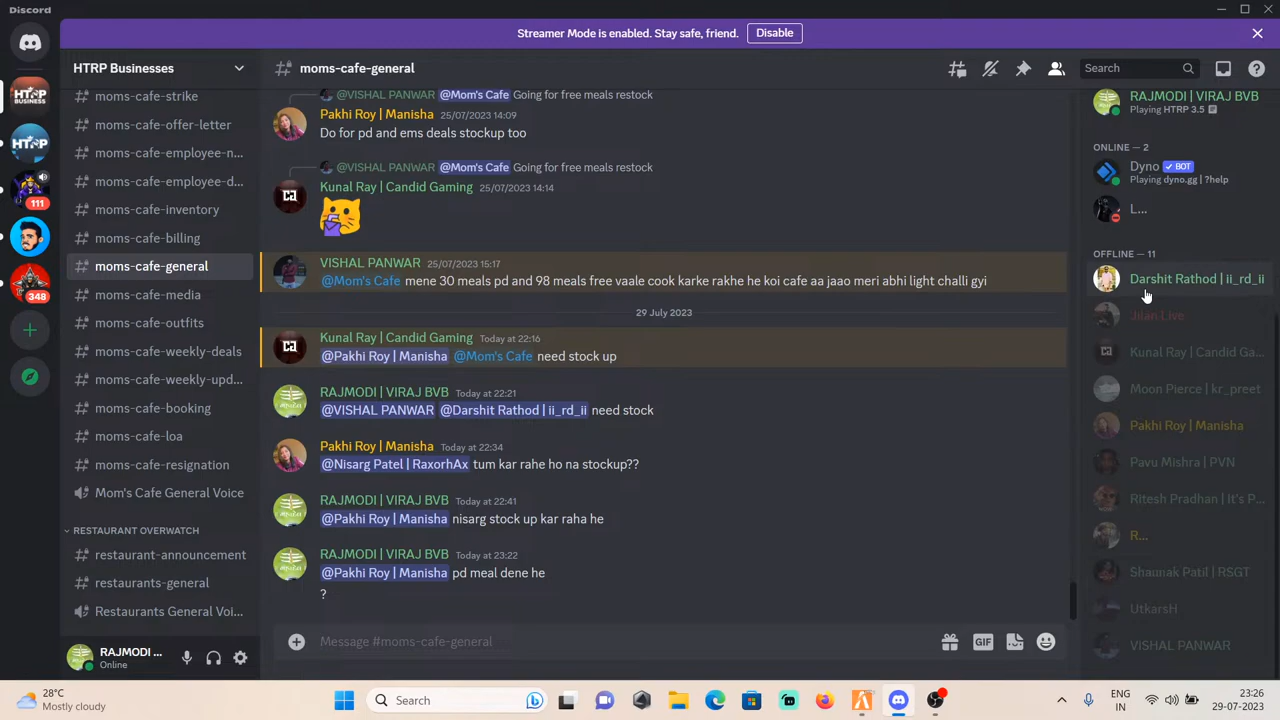 Discord
Streamer Mode is enabled. Stay safe, friend.
Disable
HTRP Businesses
moms-cafe-general
Search
111
348
HTRP BUSINESS
HTRP
moms-cafe-strike
moms-cafe-offer-letter
moms-cafe-employee-n...
moms-cafe-employee-d...
moms-cafe-inventory
moms-cafe-billing
moms-cafe-general
moms-cafe-media
moms-cafe-outfits
moms-cafe-weekly-deals
moms-cafe-weekly-upd...
moms-cafe-booking
moms-cafe-loa
moms-cafe-resignation
Mom's Cafe General Voice
RESTAURANT OVERWATCH
restaurant-announcement
restaurants-general
Restaurants General Voi...
RAJMODI ...
Online
@VISHAL PANWAR @Mom's Cafe Going for free meals restock
Pakhi Roy | Manisha 25/07/2023 14:09
Do for pd and ems deals stockup too
@VISHAL PANWAR @Mom's Cafe Going for free meals restock
Kunal Ray | Candid Gaming 25/07/2023 14:14
VISHAL PANWAR 25/07/2023 15:17
@Mom's Cafe mene 30 meals pd and 98 meals free vaale cook karke rakhe he koi cafe aa jaao meri abhi light challi gyi
29 July 2023
Kunal Ray | Candid Gaming Today at 22:16
@Pakhi Roy | Manisha @Mom's Cafe need stock up
RAJMODI | VIRAJ BVB Today at 22:21
@VISHAL PANWAR @Darshit Rathod | ii_rd_ii need stock
Pakhi Roy | Manisha Today at 22:34
@Nisarg Patel | RaxorhAx tum kar rahe ho na stockup??
RAJMODI | VIRAJ BVB Today at 22:41
@Pakhi Roy | Manisha nisarg stock up kar raha he
RAJMODI | VIRAJ BVB Today at 23:22
@Pakhi Roy | Manisha pd meal dene he
?
Message #moms-cafe-general
GIF
RAJMODI | VIRAJ BVB
Playing HTRP 3.5
ONLINE — 2
Dyno BOT
Playing dyno.gg | ?help
L...
OFFLINE — 11
Darshit Rathod | ii_rd_ii
Jiian Live
Kunal Ray | Candid Ga...
Moon Pierce | kr_preet
Pakhi Roy | Manisha
Pavu Mishra | PVN
Ritesh Pradhan | It's P...
R...
Shaunak Patil | RSGT
UtkarsH
VISHAL PANWAR
28°C
Mostly cloudy
Search
ENG
IN
23:26
29-07-2023